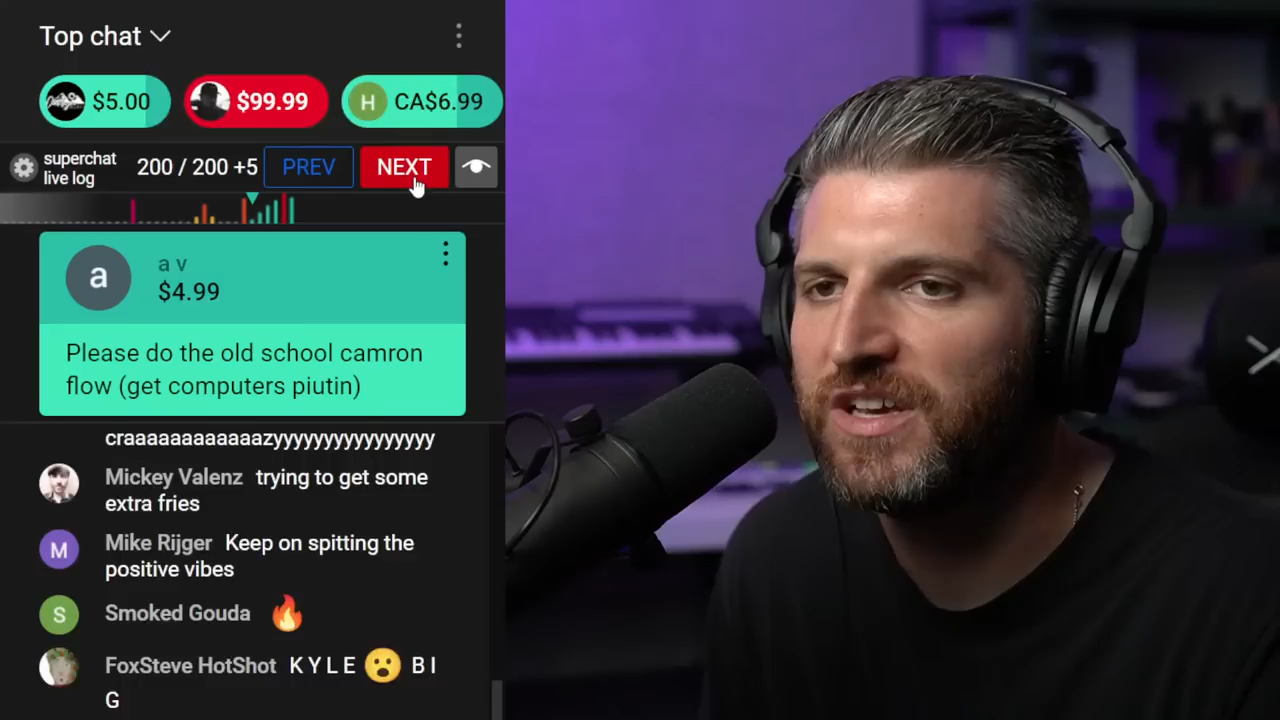 Top chat
$5.00
$99.99
H
CA$6.99
superchat
live log
200 / 200 +5
PREV
NEXT
a
a v
$4.99
Please do the old school camron
flow (get computers piutin)
craaaaaaaaaaaazyyyyyyyyyyyyyyyy
Mickey Valenz trying to get some
extra fries
M
Mike Rijger Keep on spitting the
positive vibes
S
Smoked Gouda 🔥
FoxSteve HotShot K Y L E 😮 B I
G